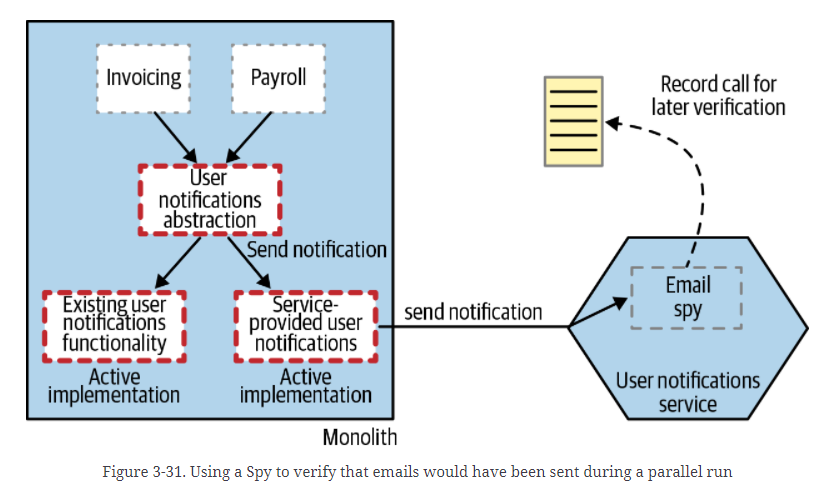 Invoicing
Payroll
User
notifications
abstraction
Send notification
Existing user
notifications
functionality
Service-
provided user
notifications
Active
implementation
Active
implementation
Monolith
send notification
Record call for
later verification
Email
spy
User notifications
service
Figure 3-31. Using a Spy to verify that emails would have been sent during a parallel run